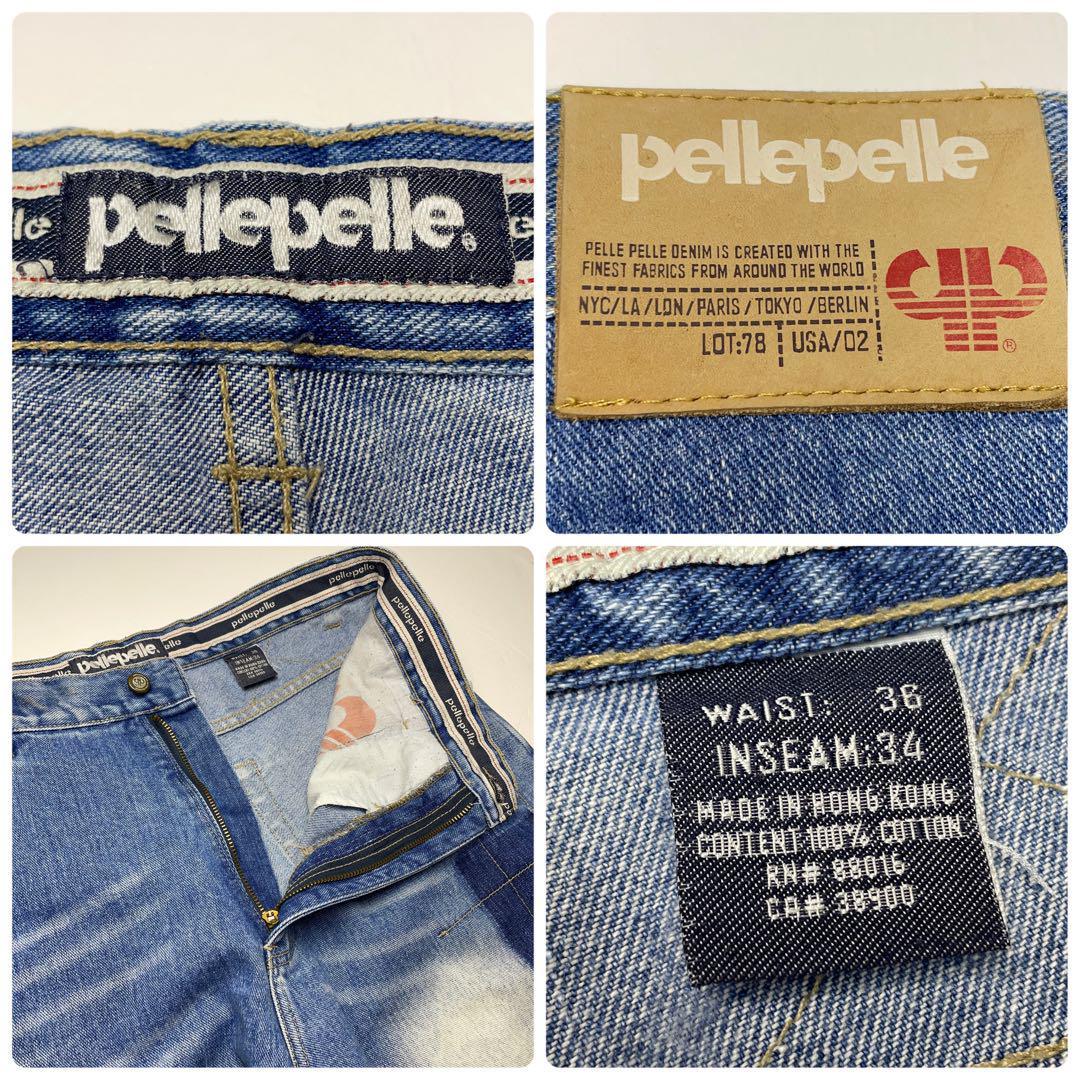 pellepelle®
pellepelle
PELLE PELLE DENIM IS CREATED WITH THE
FINEST FABRICS FROM AROUND THE WORLD
NYC/LA/LDN/PARIS/TOKYO/BERLIN
LOT:78 USA/02
®
pellepelle
pellepelle
pellepelle
pellepelle
pellepelle.
WAIST: 36
INSEAM.34
MADE IN HONG KONG
CONTENT 100% COTTON
RN# 88016
CA# 38900